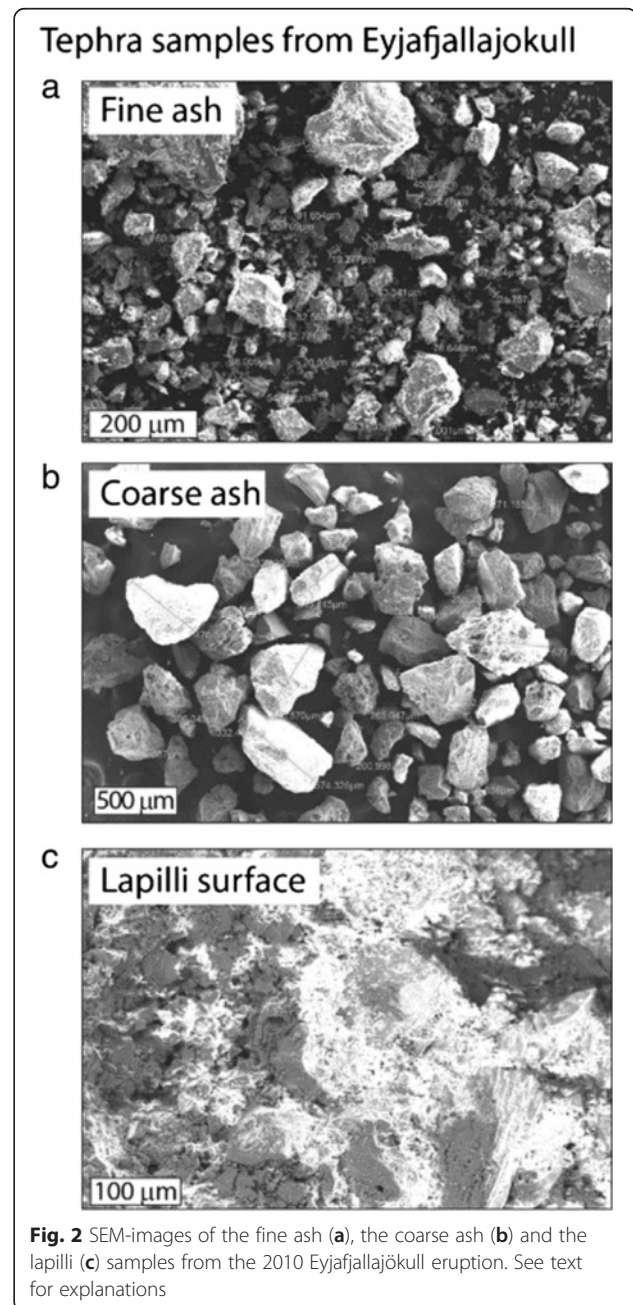 Tephra samples from Eyjafjallajokull
a
Fine ash
200 μm
b
Coarse ash
500 μm
c
Lapilli surface
100 μm
Fig. 2 SEM-images of the fine ash (a), the coarse ash (b) and the
lapilli (c) samples from the 2010 Eyjafjallajökull eruption. See text
for explanations